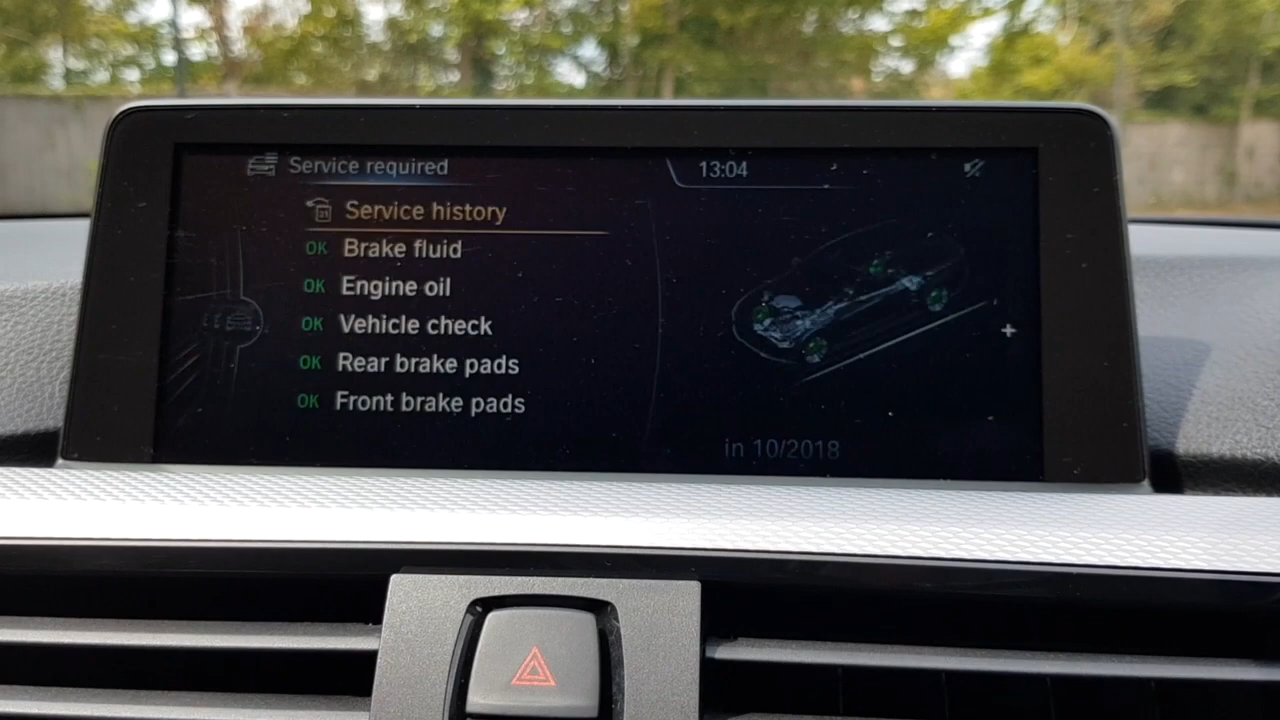 Service required
13:04
Service history
OK Brake fluid
OK Engine oil
OK Vehicle check
OK Rear brake pads
OK Front brake pads
in 10/2018